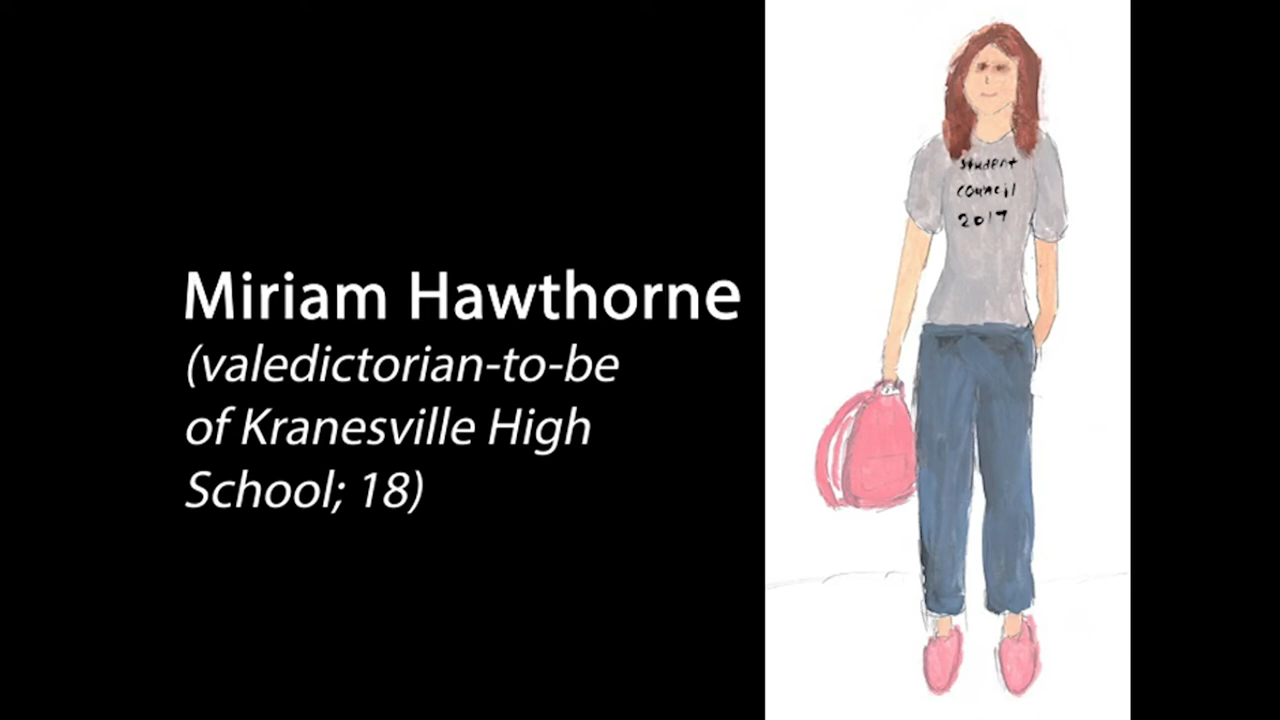 Miriam Hawthorne
(valedictorian-to-be
of Kranesville High
School; 18)
student
council
2017